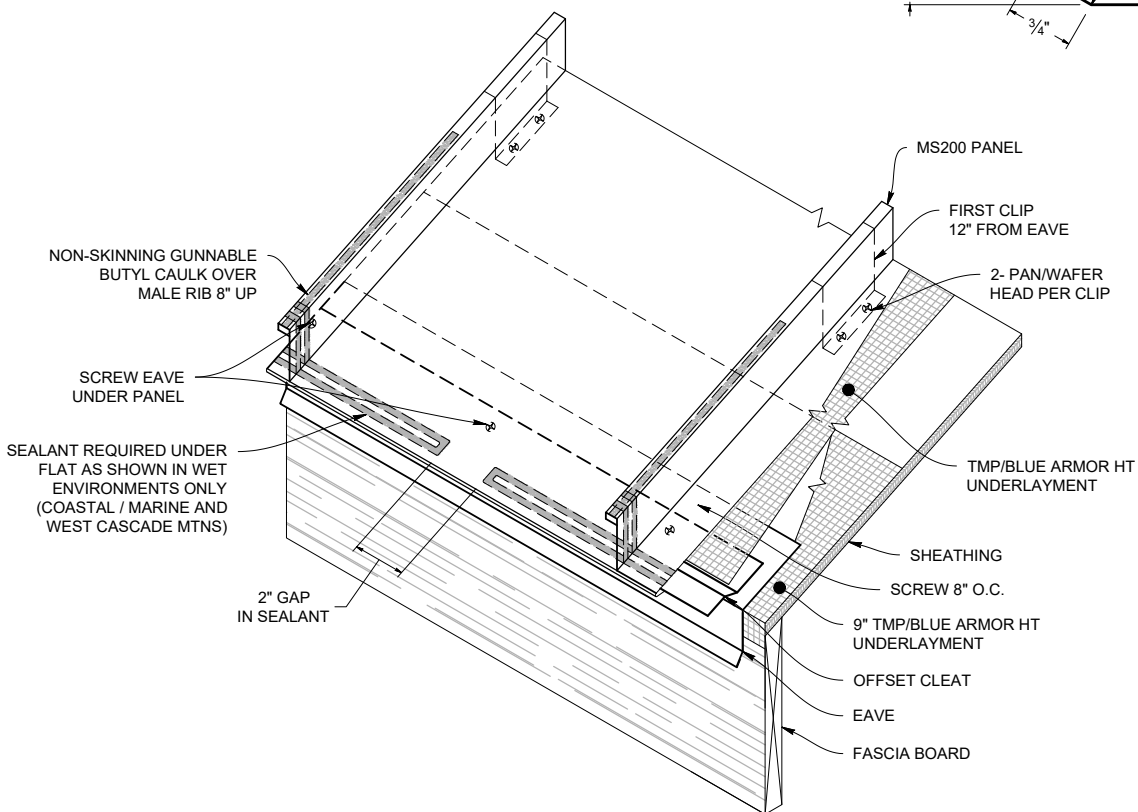 3/4"
MS200 PANEL
FIRST CLIP
12" FROM EAVE
2- PAN/WAFER
HEAD PER CLIP
NON-SKINNING GUNNABLE
BUTYL CAULK OVER
MALE RIB 8" UP
SCREW EAVE
UNDER PANEL
SEALANT REQUIRED UNDER
FLAT AS SHOWN IN WET
ENVIRONMENTS ONLY
(COASTAL / MARINE AND
WEST CASCADE MTNS)
2" GAP
IN SEALANT
TMP/BLUE ARMOR HT
UNDERLAYMENT
SHEATHING
SCREW 8" O.C.
9" TMP/BLUE ARMOR HT
UNDERLAYMENT
OFFSET CLEAT
EAVE
FASCIA BOARD